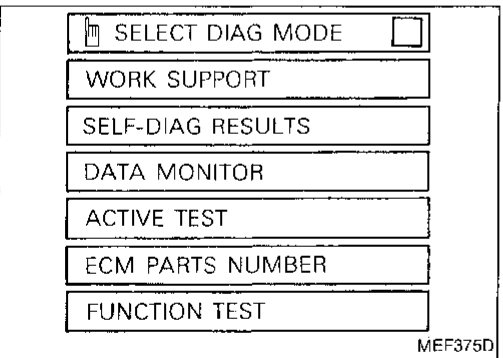 SELECT DIAG MODE
WORK SUPPORT
SELF-DIAG RESULTS
DATA MONITOR
ACTIVE TEST
ECM PARTS NUMBER
FUNCTION TEST
MEF375D